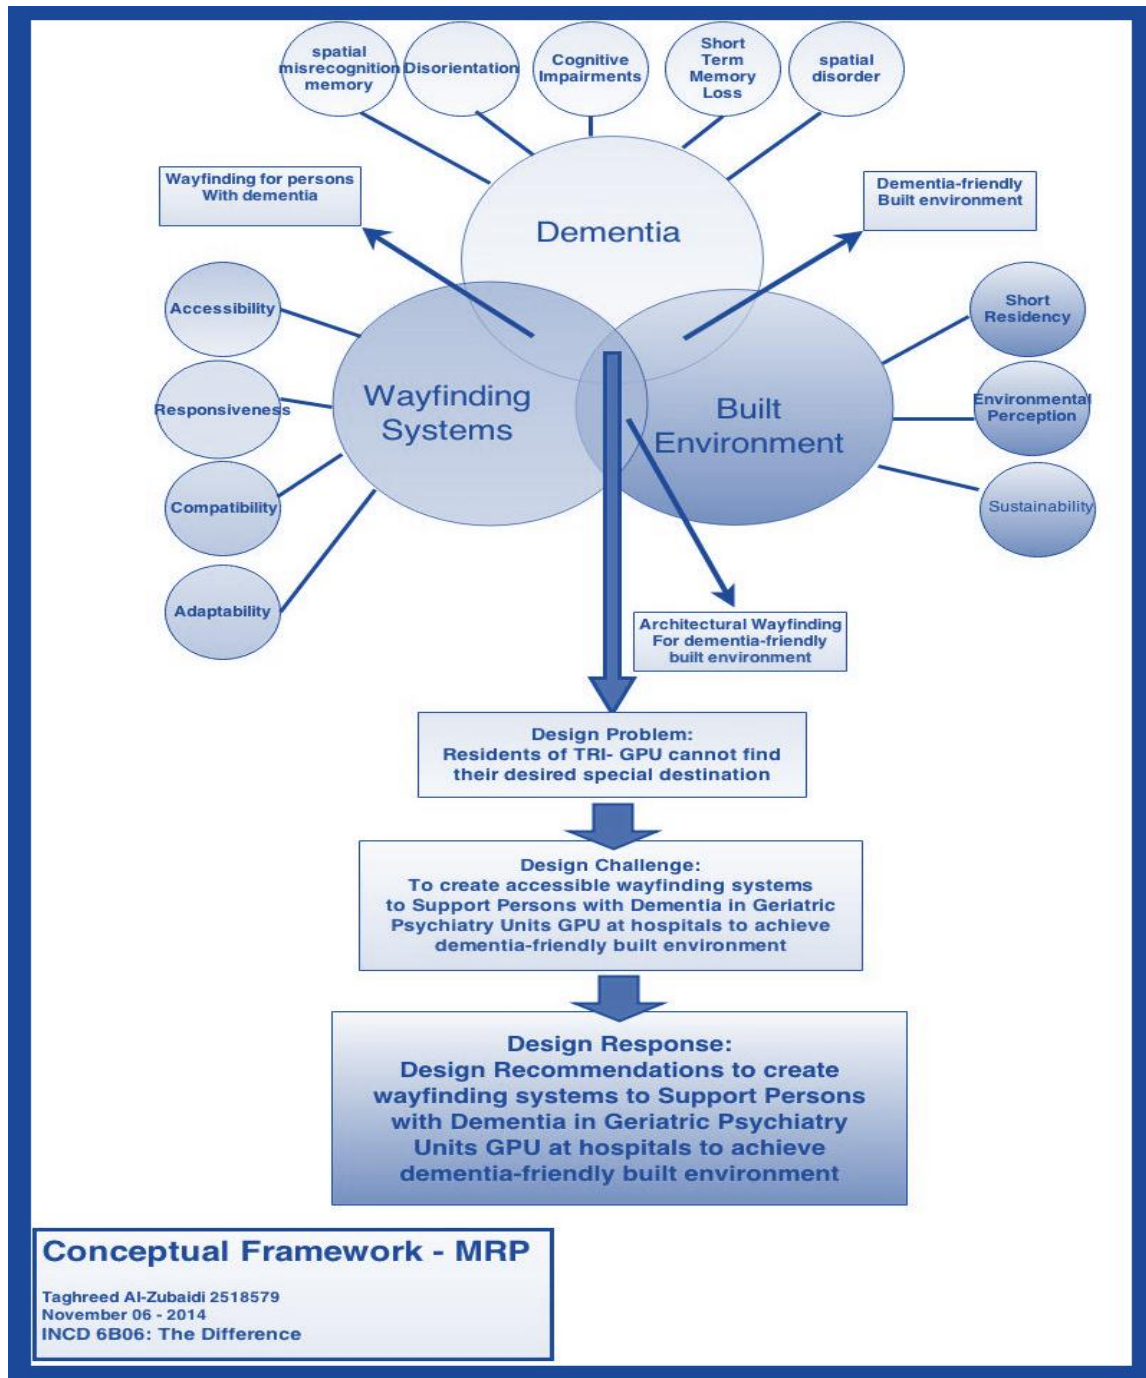 spatial
misrecognition
memory
Disorientation
Cognitive
Impairments
Short
Term
Memory
Loss
spatial
disorder
Wayfinding for persons
With dementia
Dementia-friendly
Built environment
Dementia
Accessibility
Responsiveness
Compatibility
Adaptability
Wayfinding
Systems
Built
Environment
Short
Residency
Environmental
Perception
Sustainability
Architectural Wayfinding
For dementia-friendly
built environment
Design Problem:
Residents of TRI- GPU cannot find
their desired special destination
Design Challenge:
To create accessible wayfinding systems
to Support Persons with Dementia in Geriatric
Psychiatry Units GPU at hospitals to achieve
dementia-friendly built environment
Design Response:
Design Recommendations to create
wayfinding systems to Support Persons
with Dementia in Geriatric Psychiatry
Units GPU at hospitals to achieve
dementia-friendly built environment
Conceptual Framework - MRP
Taghreed Al-Zubaidi 2518579
November 06 - 2014
INCD 6B06: The Difference